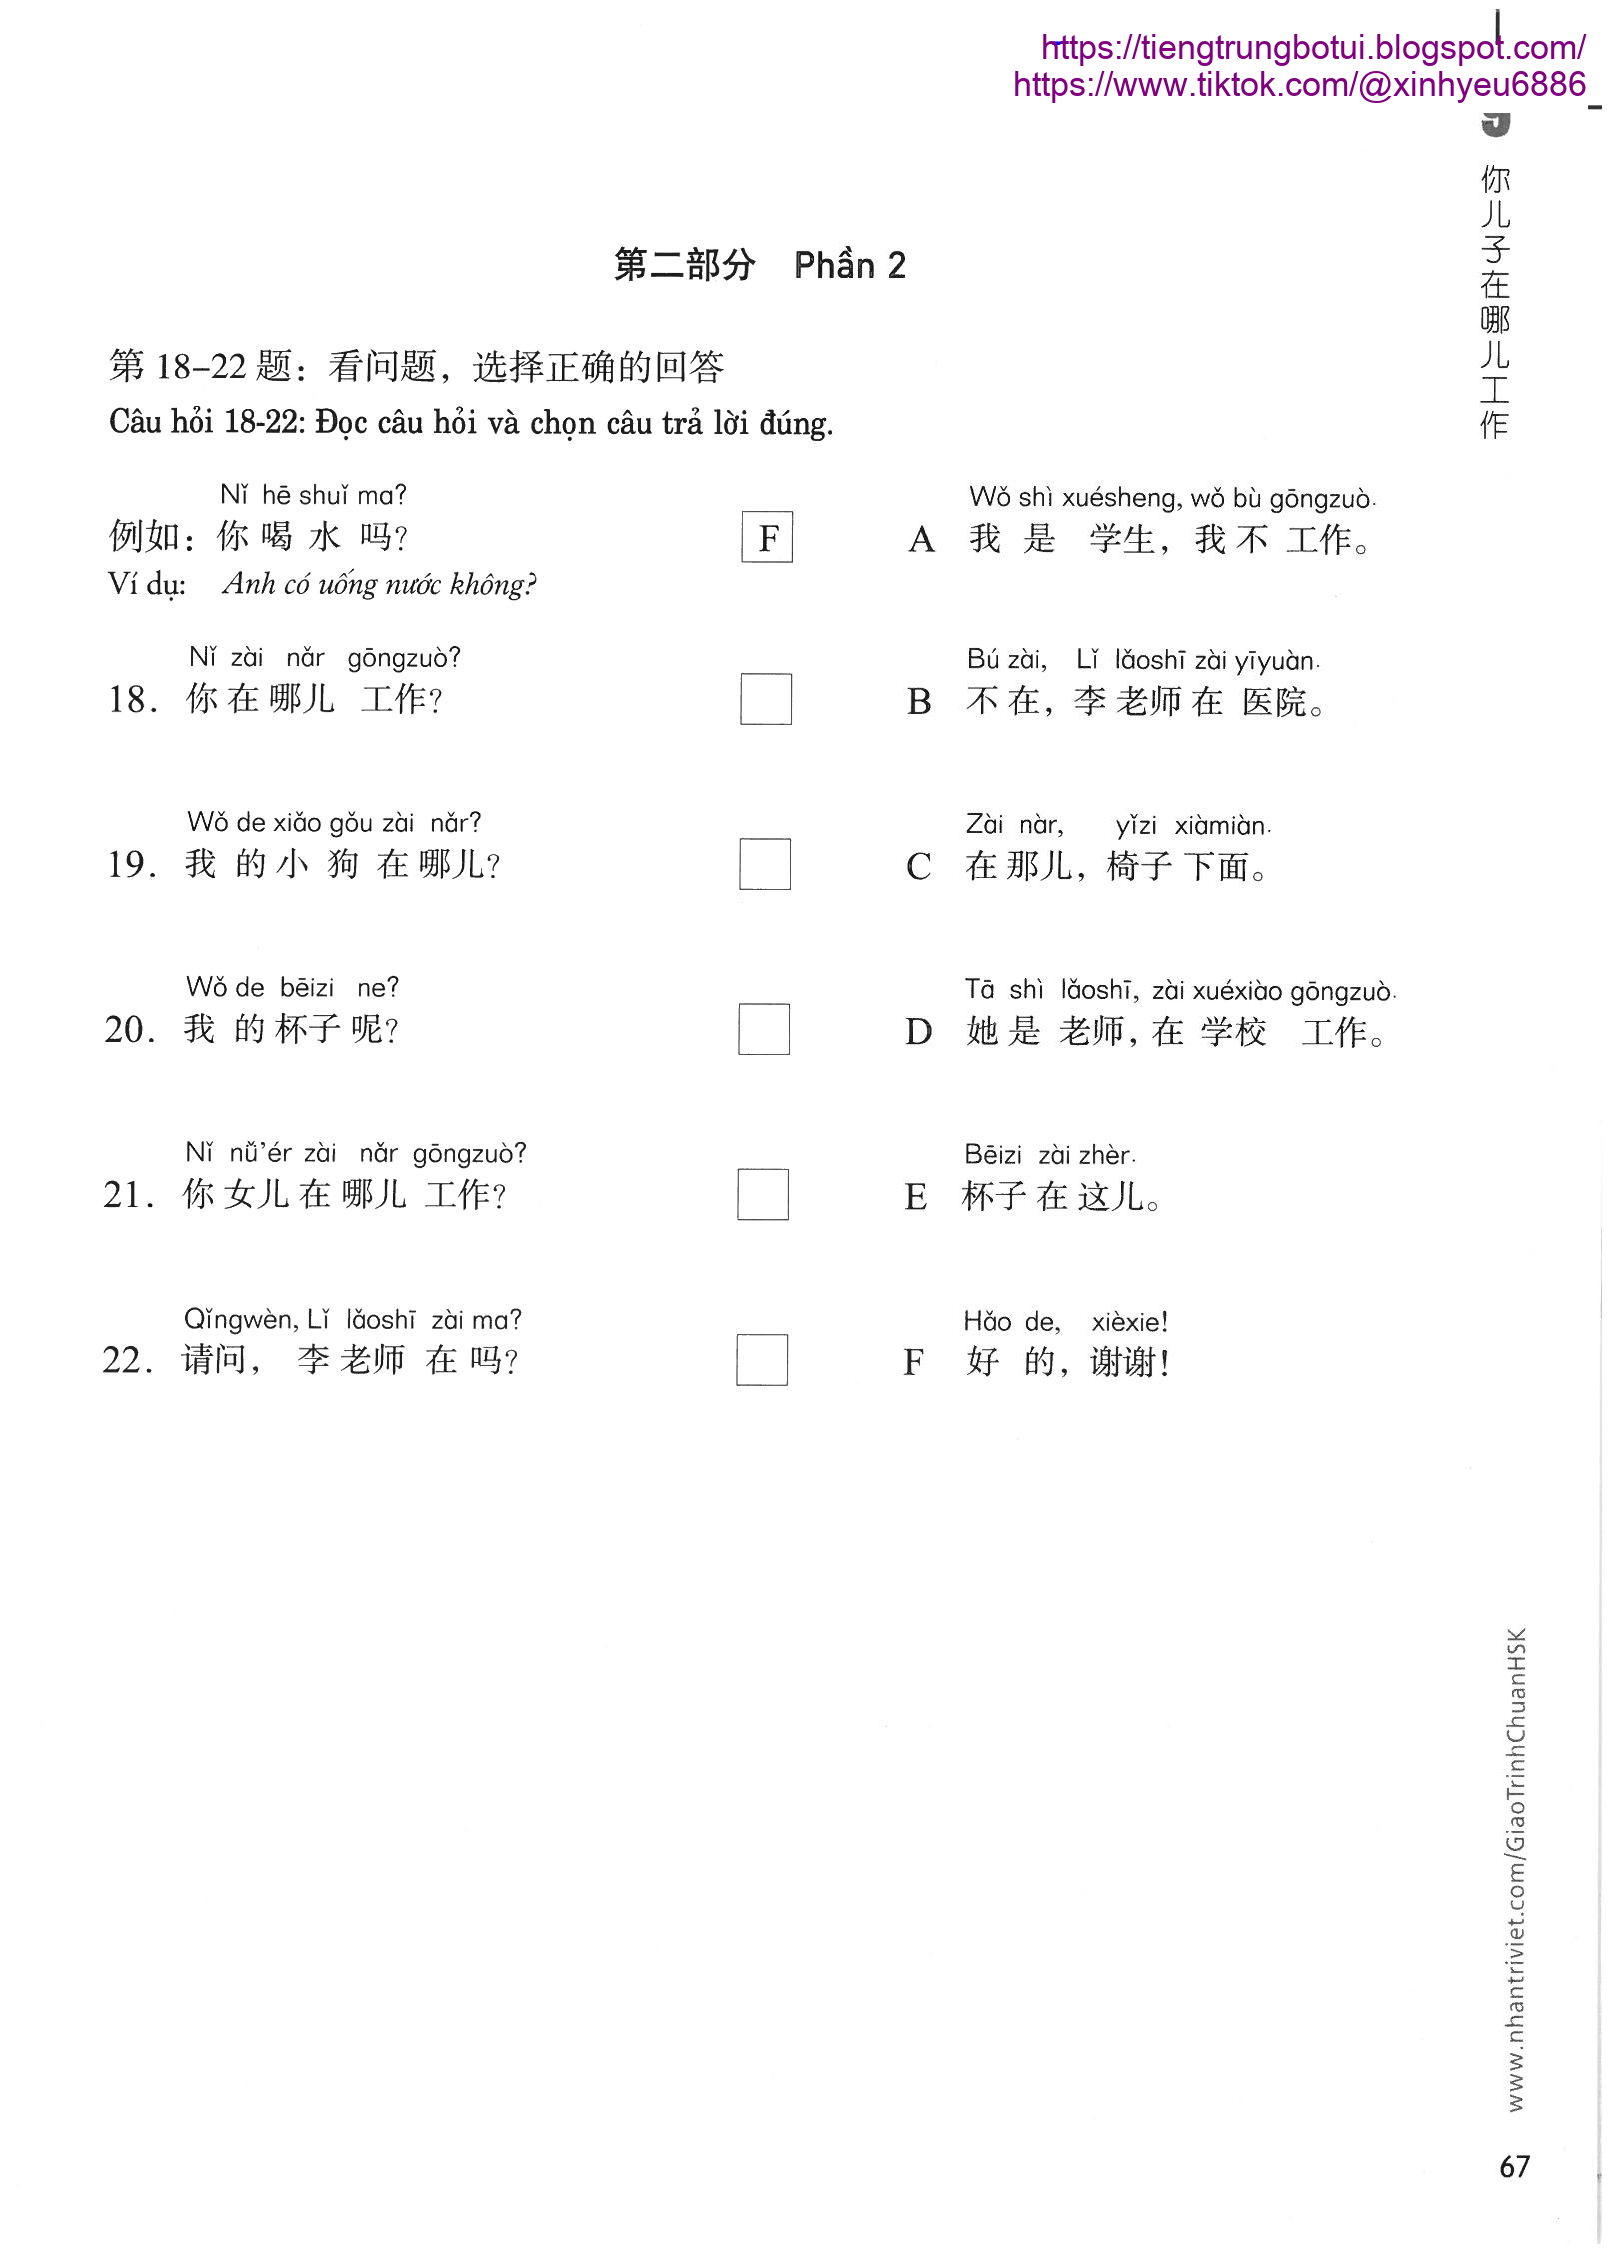 https://tiengtrungbotui.blogspot.com/
https://www.tiktok.com/@xinhyeu6886
9
你儿子在哪儿工作
第二部分 Phần 2
第 18–22 题：看问题，选择正确的回答
Câu hỏi 18-22: Đọc câu hỏi và chọn câu trả lời đúng.
Nǐ hē shuǐ ma?
例如：你喝水吗？ F
Ví dụ: Anh có uống nước không?
Wǒ shì xuésheng, wǒ bù gōngzuò.
A 我是学生，我不工作。
Nǐ zài nǎr gōngzuò?
18. 你在哪儿工作？
Bú zài, Lǐ lǎoshī zài yīyuàn.
B 不在，李老师在医院。
Wǒ de xiǎo gǒu zài nǎr?
19. 我的小狗在哪儿？
Zài nàr, yǐzi xiàmiàn.
C 在那儿，椅子下面。
Wǒ de bēizi ne?
20. 我的杯子呢？
Tā shì lǎoshī, zài xuéxiào gōngzuò.
D 她是老师，在学校工作。
Nǐ nǚ'ér zài nǎr gōngzuò?
21. 你女儿在哪儿工作？
Bēizi zài zhèr.
E 杯子在这儿。
Qǐngwèn, Lǐ lǎoshī zài ma?
22. 请问，李老师在吗？
Hǎo de, xièxie!
F 好的，谢谢！
www.nhantriviet.com/GiaoTrinhChuanHSK
67